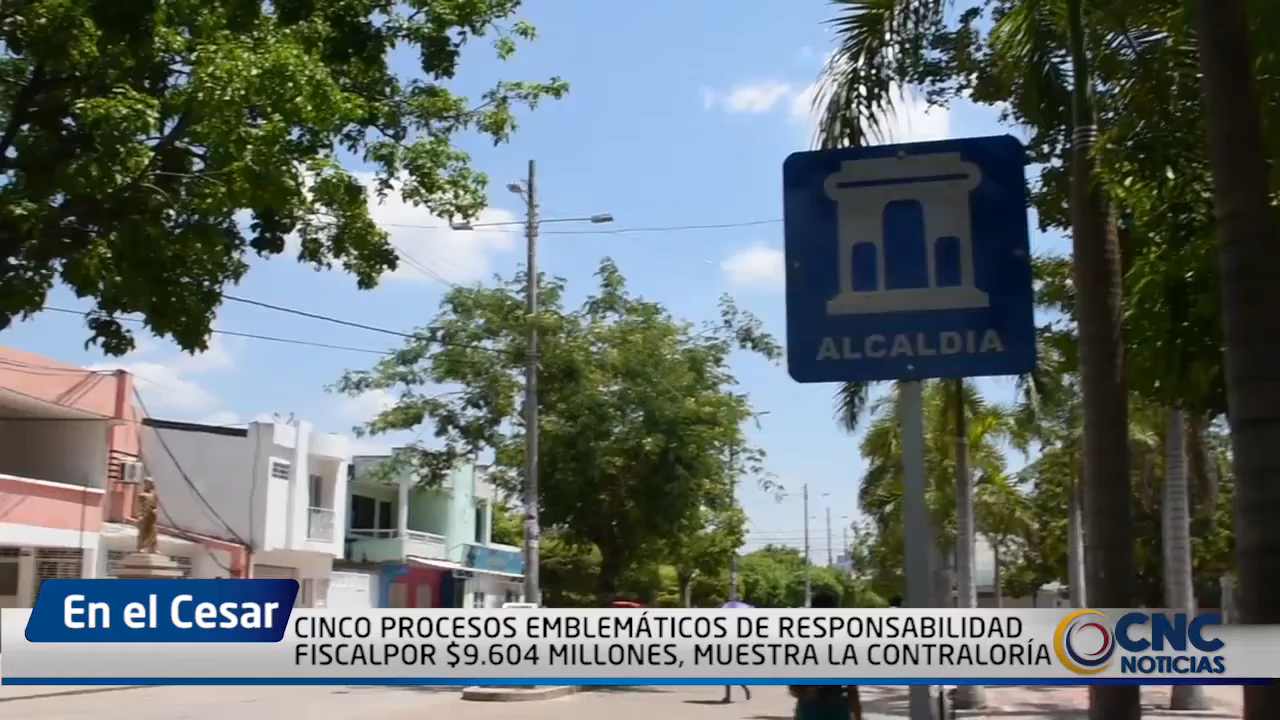 ALCALDIA
En el Cesar
CINCO PROCESOS EMBLEMÁTICOS DE RESPONSABILIDAD
FISCALPOR $9.604 MILLONES, MUESTRA LA CONTRALORÍA
CNC
NOTICIAS